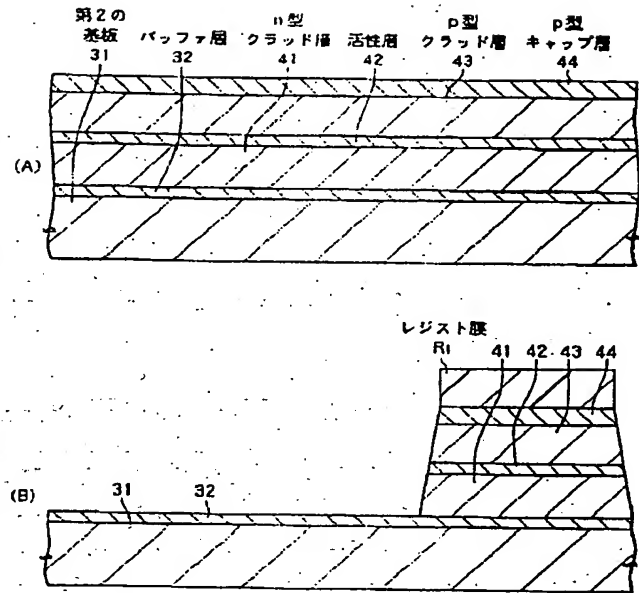 第2の
基板
31
バッファ層
32
n型
クラッド層
41
活性層
42
p型
クラッド層
43
p型
キャップ層
44
(A)
レジスト膜
R1
41
42
43
44
(B)
31
32